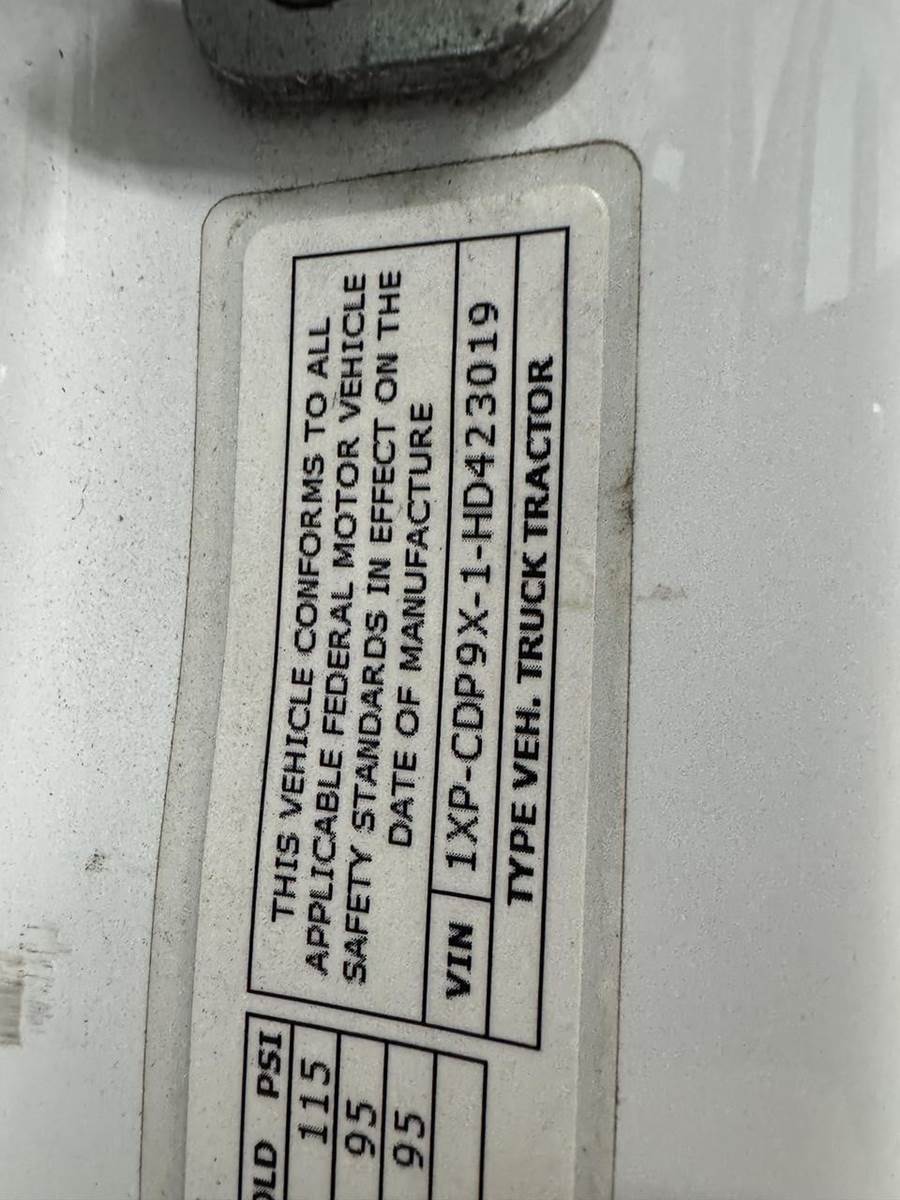 THIS VEHICLE CONFORMS TO ALL
APPLICABLE FEDERAL MOTOR VEHICLE
SAFETY STANDARDS IN EFFECT ON THE
DATE OF MANUFACTURE
VIN 1XP-CDP9X-1-HD423019
TYPE VEH. TRUCK TRACTOR
PSI
115
95
95